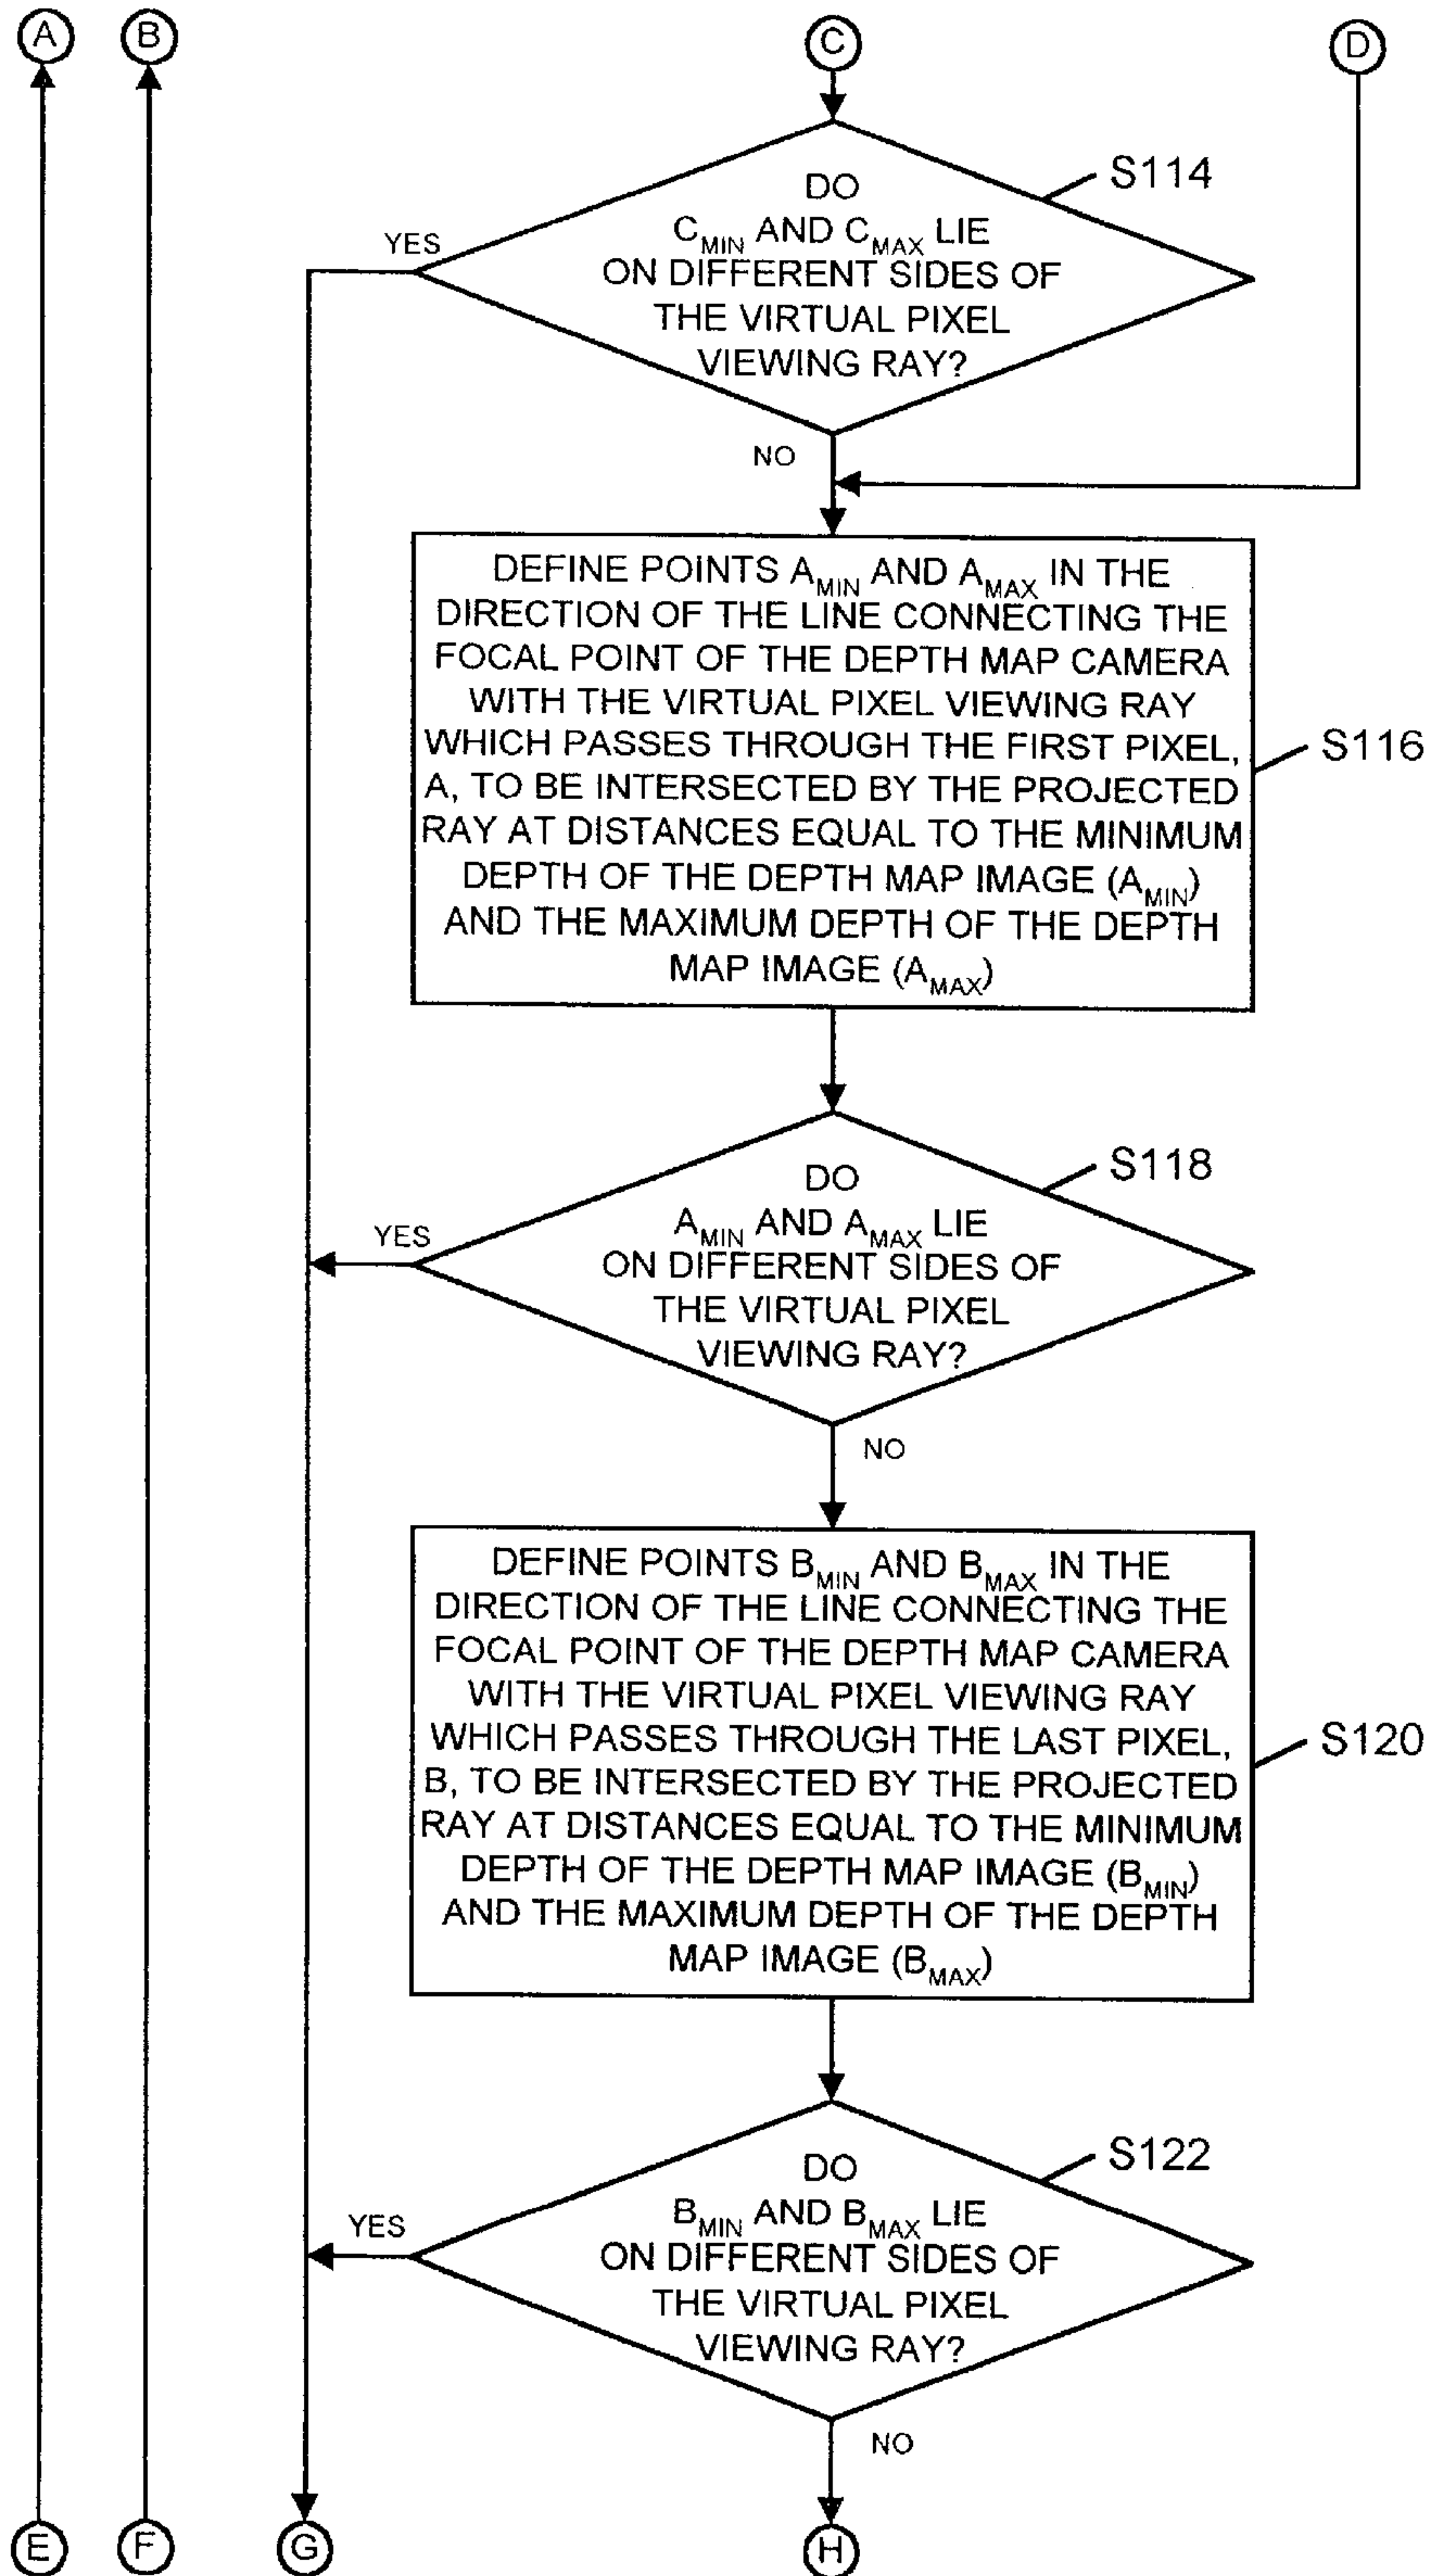 A
B
C
D
S114
DO
C_MIN AND C_MAX LIE
ON DIFFERENT SIDES OF
THE VIRTUAL PIXEL
VIEWING RAY?
YES
NO
DEFINE POINTS A_MIN AND A_MAX IN THE
DIRECTION OF THE LINE CONNECTING THE
FOCAL POINT OF THE DEPTH MAP CAMERA
WITH THE VIRTUAL PIXEL VIEWING RAY
WHICH PASSES THROUGH THE FIRST PIXEL,
A, TO BE INTERSECTED BY THE PROJECTED
RAY AT DISTANCES EQUAL TO THE MINIMUM
DEPTH OF THE DEPTH MAP IMAGE (A_MIN)
AND THE MAXIMUM DEPTH OF THE DEPTH
MAP IMAGE (A_MAX)
S116
S118
DO
A_MIN AND A_MAX LIE
ON DIFFERENT SIDES OF
THE VIRTUAL PIXEL
VIEWING RAY?
YES
NO
DEFINE POINTS B_MIN AND B_MAX IN THE
DIRECTION OF THE LINE CONNECTING THE
FOCAL POINT OF THE DEPTH MAP CAMERA
WITH THE VIRTUAL PIXEL VIEWING RAY
WHICH PASSES THROUGH THE LAST PIXEL,
B, TO BE INTERSECTED BY THE PROJECTED
RAY AT DISTANCES EQUAL TO THE MINIMUM
DEPTH OF THE DEPTH MAP IMAGE (B_MIN)
AND THE MAXIMUM DEPTH OF THE DEPTH
MAP IMAGE (B_MAX)
S120
S122
DO
B_MIN AND B_MAX LIE
ON DIFFERENT SIDES OF
THE VIRTUAL PIXEL
VIEWING RAY?
YES
NO
E
F
G
H